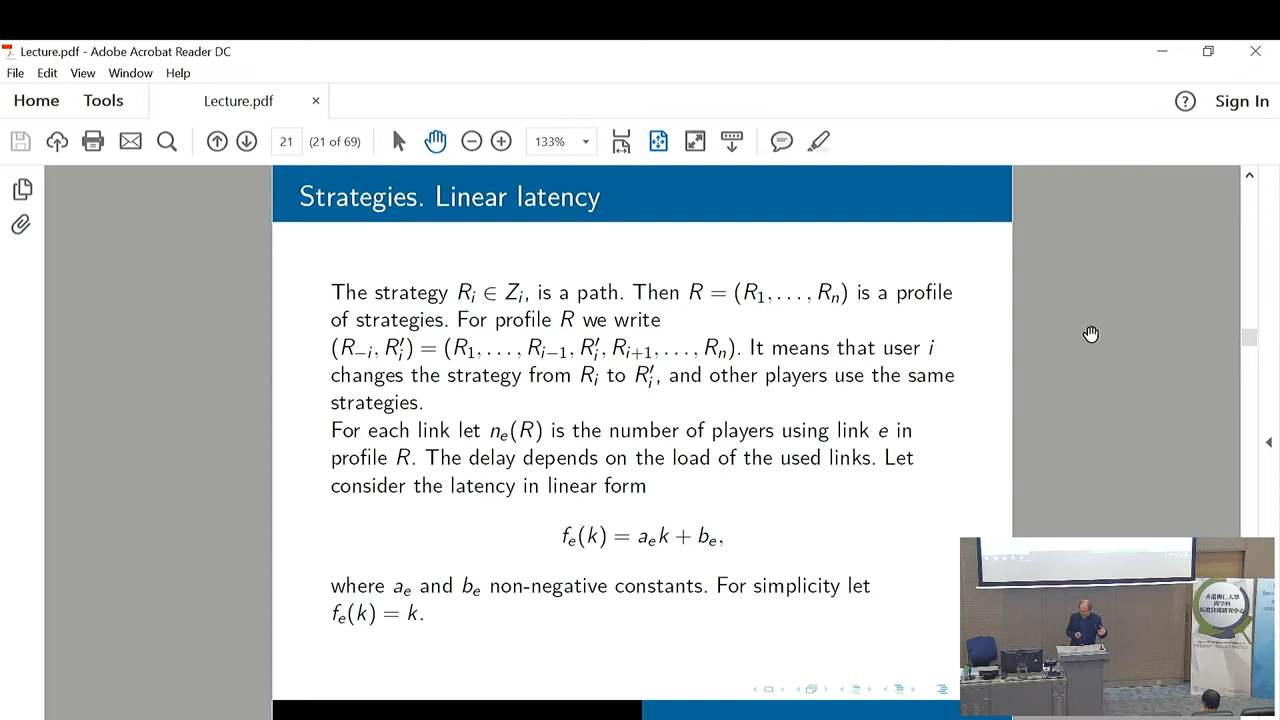 Lecture.pdf - Adobe Acrobat Reader DC
File Edit View Window Help
Home Tools Lecture.pdf × Sign In
21 (21 of 69) 133%
Strategies. Linear latency
The strategy R_i ∈ Z_i, is a path. Then R = (R_1, . . . , R_n) is a profile
of strategies. For profile R we write
(R_{−i}, R′_i) = (R_1, . . . , R_{i−1}, R′_i, R_{i+1}, . . . , R_n). It means that user i
changes the strategy from R_i to R′_i, and other players use the same
strategies.
For each link let n_e(R) is the number of players using link e in
profile R. The delay depends on the load of the used links. Let
consider the latency in linear form
f_e(k) = a_e k + b_e,
where a_e and b_e non-negative constants. For simplicity let
f_e(k) = k.
香港樹仁大學